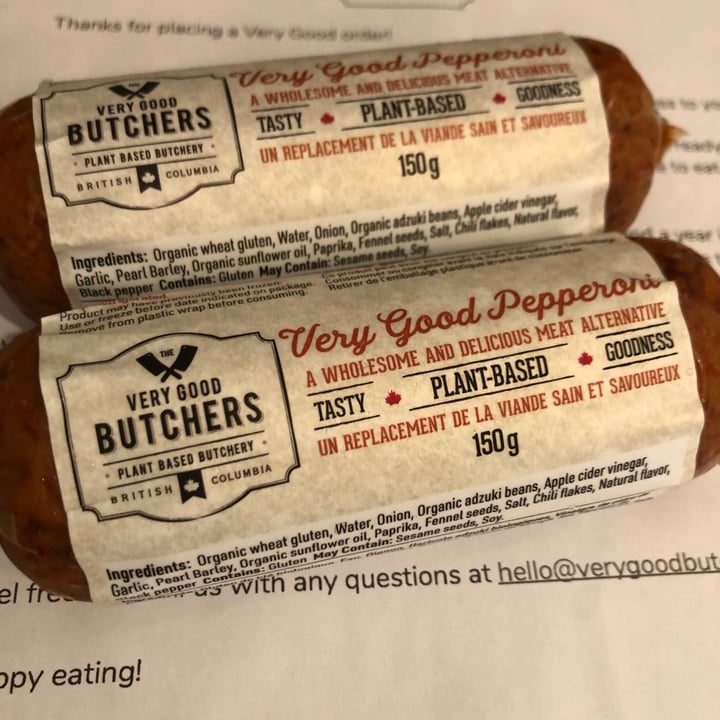 Thanks for placing a Very Good order!
THE
VERY GOOD
BUTCHERS
PLANT BASED BUTCHERY
BRITISH COLUMBIA
Very Good Pepperoni
A WHOLESOME AND DELICIOUS MEAT ALTERNATIVE
TASTY PLANT-BASED GOODNESS
UN REPLACEMENT DE LA VIANDE SAIN ET SAVOUREUX
150g
Ingredients: Organic wheat gluten, Water, Onion, Organic adzuki beans, Apple cider vinegar,
Garlic, Pearl Barley, Organic sunflower oil, Paprika, Fennel seeds, Salt, Chili flakes, Natural flavor,
Black pepper Contains: Gluten May Contain: Sesame seeds, Soy
Product may have previously been frozen.
Use or freeze before date indicated on package.
Remove from plastic wrap before consuming.
Retirer de l'emballage plastique avant de consommer.
THE
VERY GOOD
BUTCHERS
PLANT BASED BUTCHERY
BRITISH COLUMBIA
Very Good Pepperoni
A WHOLESOME AND DELICIOUS MEAT ALTERNATIVE
TASTY PLANT-BASED GOODNESS
UN REPLACEMENT DE LA VIANDE SAIN ET SAVOUREUX
150g
Ingredients: Organic wheat gluten, Water, Onion, Organic adzuki beans, Apple cider vinegar,
Garlic, Pearl Barley, Organic sunflower oil, Paprika, Fennel seeds, Salt, Chili flakes, Natural flavor,
Black pepper Contains: Gluten May Contain: Sesame seeds, Soy.
us with any questions at hello@verygoodbut
ppy eating!